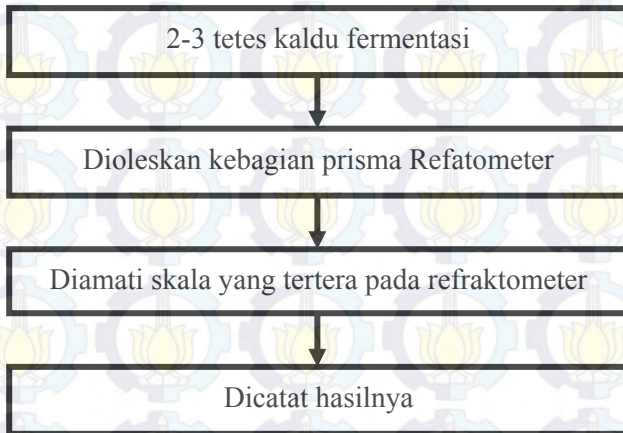 2-3 tetes kaldu fermentasi
Dioleskan kebagian prisma Refatometer
Diamati skala yang tertera pada refraktometer
Dicatat hasilnya